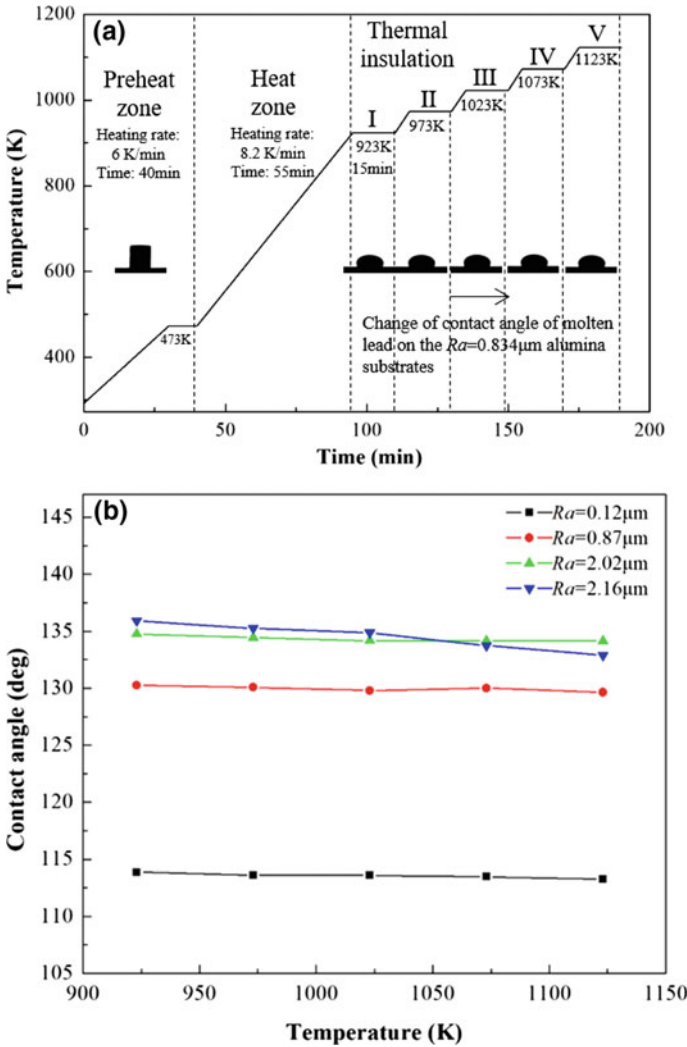 (a)
Temperature (K)
1200
1000
800
600
400
Preheat
zone
Heating rate:
6 K/min
Time: 40min
473K
Heat
zone
Heating rate:
8.2 K/min
Time: 55min
Thermal
insulation
I
923K
15min
II
973K
III
1023K
IV
1073K
V
1123K
Change of contact angle of molten
lead on the Ra=0.834μm alumina
substrates
0 50 100 150 200
Time (min)
(b)
Contact angle (deg)
145
140
135
130
125
120
115
110
105
Ra=0.12μm
Ra=0.87μm
Ra=2.02μm
Ra=2.16μm
900 950 1000 1050 1100 1150
Temperature (K)